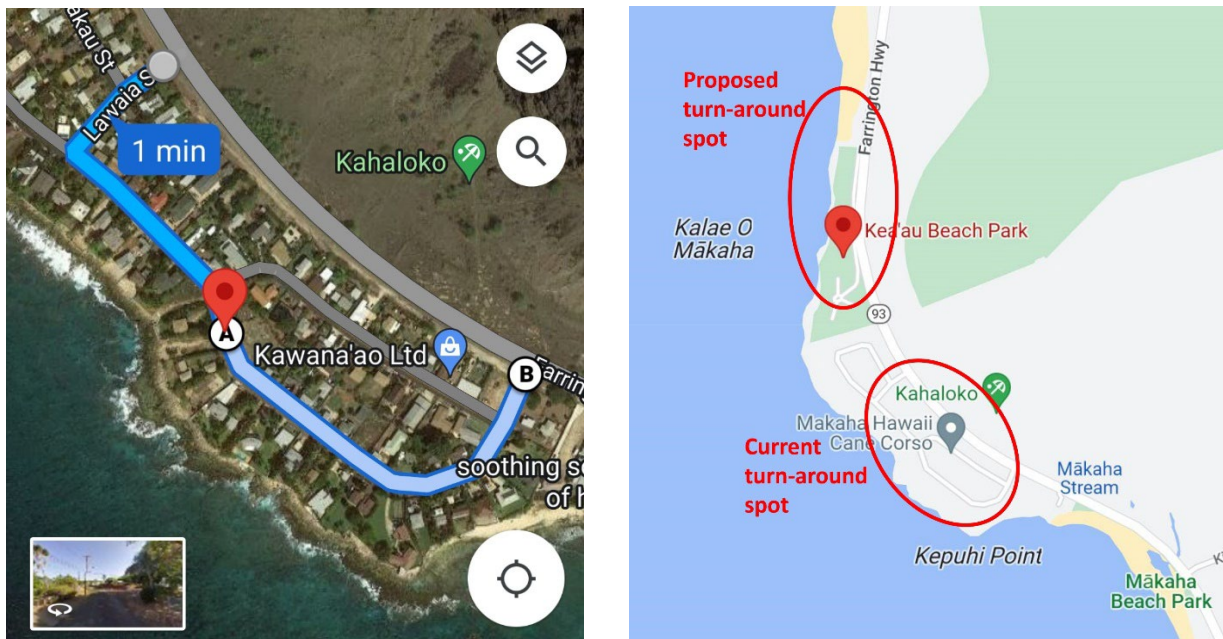 akau St
Lawaia S
1 min
Kahaloko
A
Kawana'ao Ltd
B
Farrin
soothing s
of h
Proposed
turn-around
spot
Farrington Hwy
Kalae O
Mākaha
Kea'au Beach Park
93
Kahaloko
Makaha Hawaii
Cane Corso
Current
turn-around
spot
Mākaha
Stream
Kepuhi Point
K
Mākaha
Beach Park